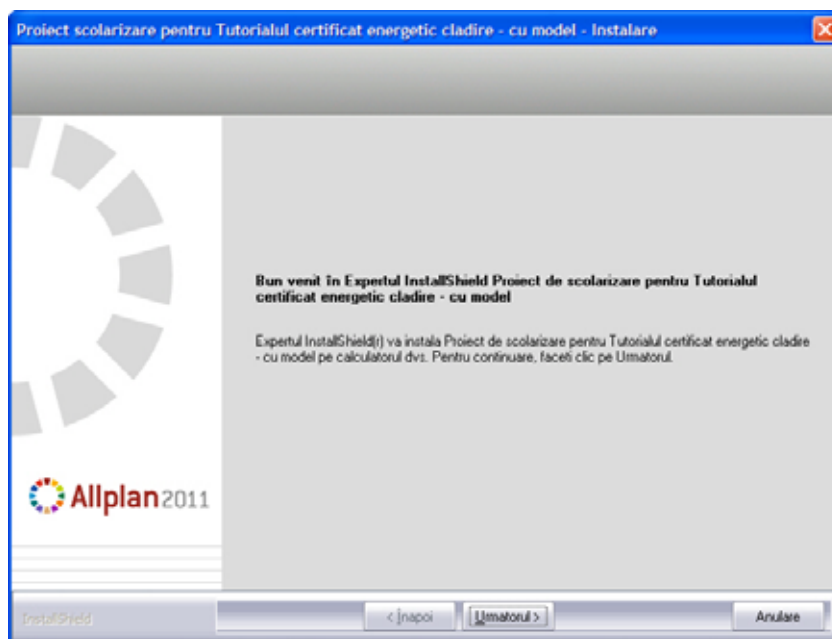 Proiect scolarizare pentru Tutorialul certificat energetic cladire - cu model - Instalare
Bun venit în Expertul InstallShield Proiect de scolarizare pentru Tutorialul
certificat energetic cladire - cu model
Expertul InstallShield(r) va instala Proiect de scolarizare pentru Tutorialul certificat energetic cladire
- cu model pe calculatorul dvs. Pentru continuare, faceti clic pe Urmatorul.
Allplan 2011
InstallShield
< Înapoi
Urmatorul >
Anulare